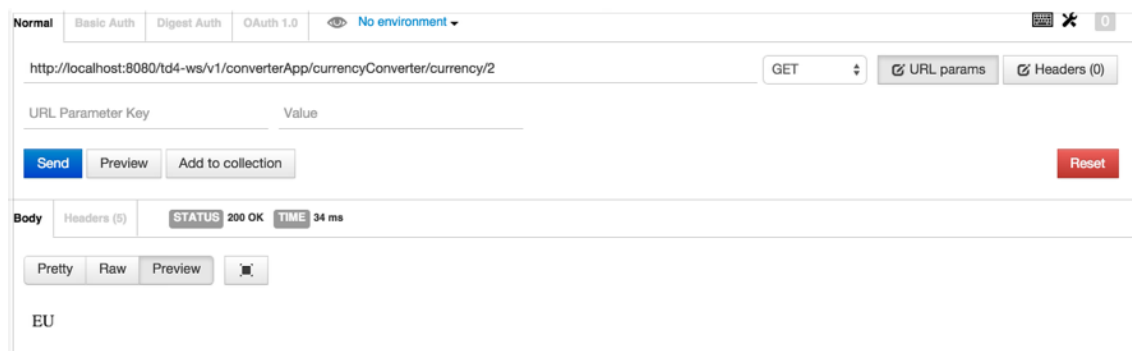 Normal Basic Auth Digest Auth OAuth 1.0 No environment 0
http://localhost:8080/td4-ws/v1/converterApp/currencyConverter/currency/2 GET URL params Headers (0)
URL Parameter Key Value
Send Preview Add to collection Reset
Body Headers (5) STATUS 200 OK TIME 34 ms
Pretty Raw Preview
EU